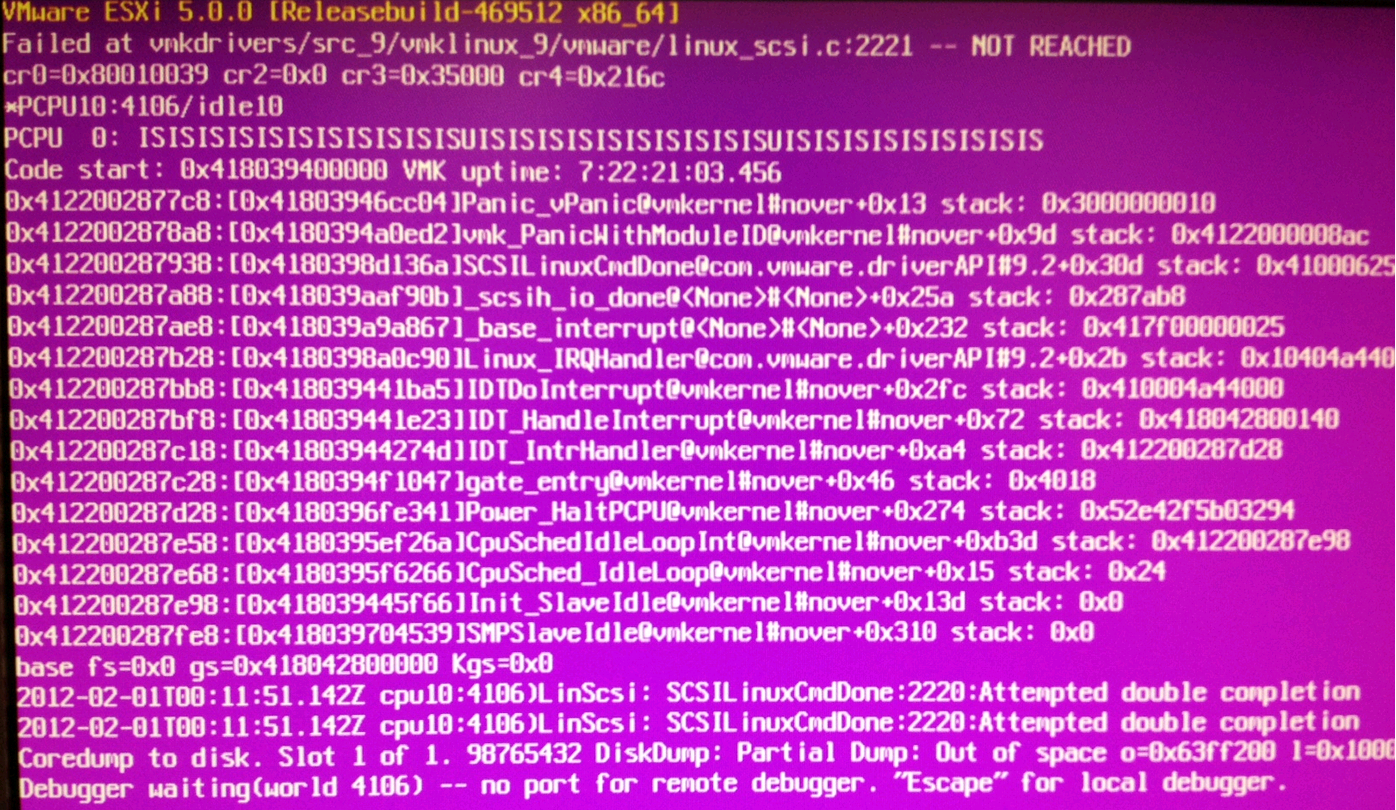 VMware ESXi 5.0.0 [Releasebuild-469512 x86_64]
Failed at vmkdrivers/src_9/vmklinux_9/vmware/linux_scsi.c:2221 -- NOT REACHED
cr0=0x80010039 cr2=0x0 cr3=0x35000 cr4=0x216c
*PCPU10:4106/idle10
PCPU  0: ISISISISISISISISISISISUISISISISISISISISISISUISISISISISISISISIS
Code start: 0x418039400000 VMK uptime: 7:22:21:03.456
0x4122002877c8:[0x41803946cc04]Panic_vPanic@vmkernel#nover+0x13 stack: 0x3000000010
0x4122002878a8:[0x4180394a0ed2]vmk_PanicWithModuleID@vmkernel#nover+0x9d stack: 0x4122000008ac
0x412200287938:[0x4180398d136a]SCSILinuxCmdDone@com.vmware.driverAPI#9.2+0x30d stack: 0x41000625
0x412200287a88:[0x418039aaf90b]_scsih_io_done@<None>#<None>+0x25a stack: 0x287ab8
0x412200287ae8:[0x418039a9a867]_base_interrupt@<None>#<None>+0x232 stack: 0x417f00000025
0x412200287b28:[0x4180398a0c90]Linux_IRQHandler@com.vmware.driverAPI#9.2+0x2b stack: 0x10404a440
0x412200287bb8:[0x418039441ba5]IDTDoInterrupt@vmkernel#nover+0x2fc stack: 0x410004a44000
0x412200287bf8:[0x418039441e23]IDT_HandleInterrupt@vmkernel#nover+0x72 stack: 0x418042800140
0x412200287c18:[0x41803944274d]IDT_IntrHandler@vmkernel#nover+0xa4 stack: 0x412200287d28
0x412200287c28:[0x4180394f1047]gate_entry@vmkernel#nover+0x46 stack: 0x4018
0x412200287d28:[0x4180396fe341]Power_HaltPCPU@vmkernel#nover+0x274 stack: 0x52e42f5b03294
0x412200287e58:[0x4180395ef26a]CpuSchedIdleLoopInt@vmkernel#nover+0xb3d stack: 0x412200287e98
0x412200287e68:[0x4180395f6266]CpuSched_IdleLoop@vmkernel#nover+0x15 stack: 0x24
0x412200287e98:[0x418039445f66]Init_SlaveIdle@vmkernel#nover+0x13d stack: 0x0
0x412200287fe8:[0x418039704539]SMPSlaveIdle@vmkernel#nover+0x310 stack: 0x0
base fs=0x0 gs=0x418042800000 Kgs=0x0
2012-02-01T00:11:51.142Z cpu10:4106)LinScsi: SCSILinuxCmdDone:2220:Attempted double completion
2012-02-01T00:11:51.142Z cpu10:4106)LinScsi: SCSILinuxCmdDone:2220:Attempted double completion
Coredump to disk. Slot 1 of 1. 98765432 DiskDump: Partial Dump: Out of space o=0x63ff200 l=0x1000
Debugger waiting(world 4106) -- no port for remote debugger. "Escape" for local debugger.